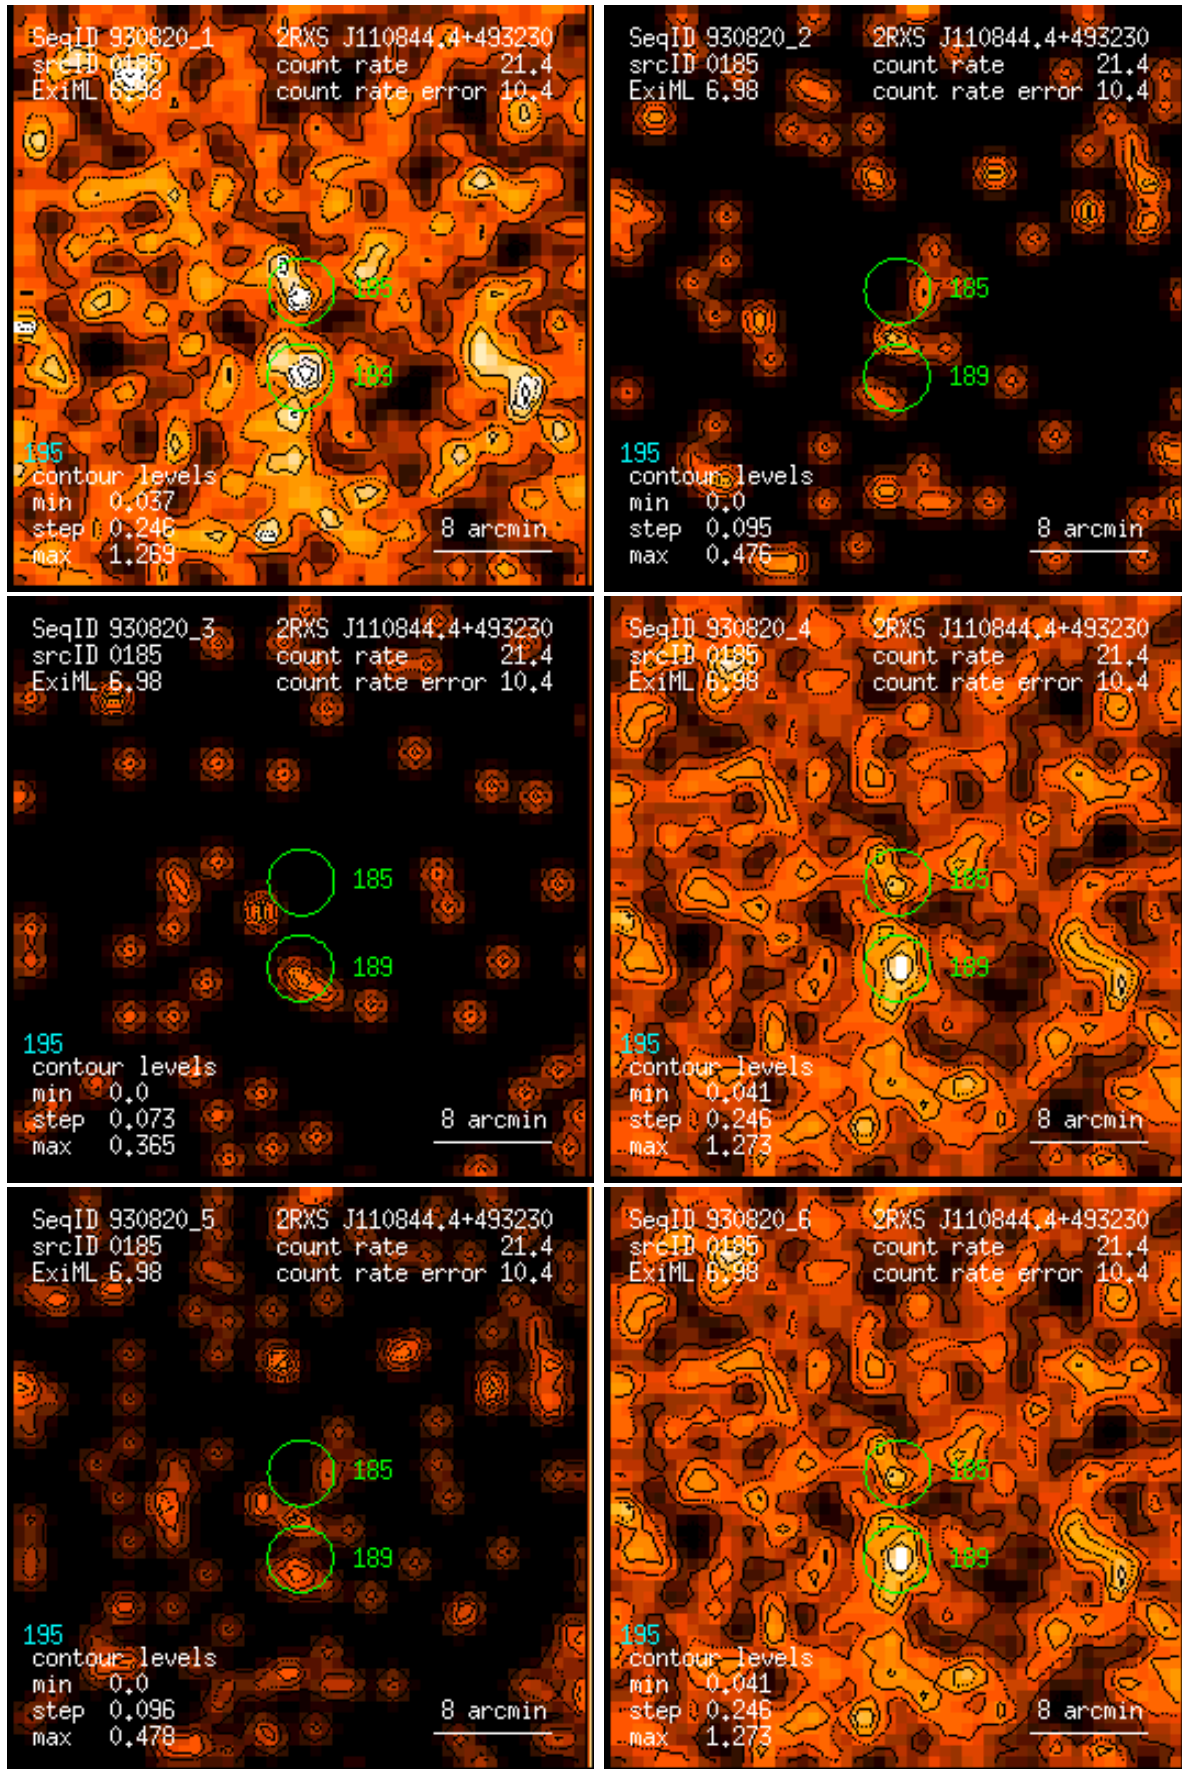 SeqID 930820_1 2RXS J110844.4+493230
srcID 0185 count rate 21.4
ExiML 6.98 count rate error 10.4
185
189
195
contour levels
min 0.037
step 0.246 8 arcmin
max 1.269
SeqID 930820_2 2RXS J110844.4+493230
srcID 0185 count rate 21.4
ExiML 6.98 count rate error 10.4
185
189
195
contour levels
min 0.0
step 0.095 8 arcmin
max 0.476
SeqID 930820_3 2RXS J110844.4+493230
srcID 0185 count rate 21.4
ExiML 6.98 count rate error 10.4
185
189
195
contour levels
min 0.0
step 0.073 8 arcmin
max 0.365
SeqID 930820_4 2RXS J110844.4+493230
srcID 0185 count rate 21.4
ExiML 6.98 count rate error 10.4
185
189
195
contour levels
min 0.041
step 0.246 8 arcmin
max 1.273
SeqID 930820_5 2RXS J110844.4+493230
srcID 0185 count rate 21.4
ExiML 6.98 count rate error 10.4
185
189
195
contour levels
min 0.0
step 0.096 8 arcmin
max 0.478
SeqID 930820_6 2RXS J110844.4+493230
srcID 0185 count rate 21.4
ExiML 6.98 count rate error 10.4
185
189
195
contour levels
min 0.041
step 0.246 8 arcmin
max 1.273